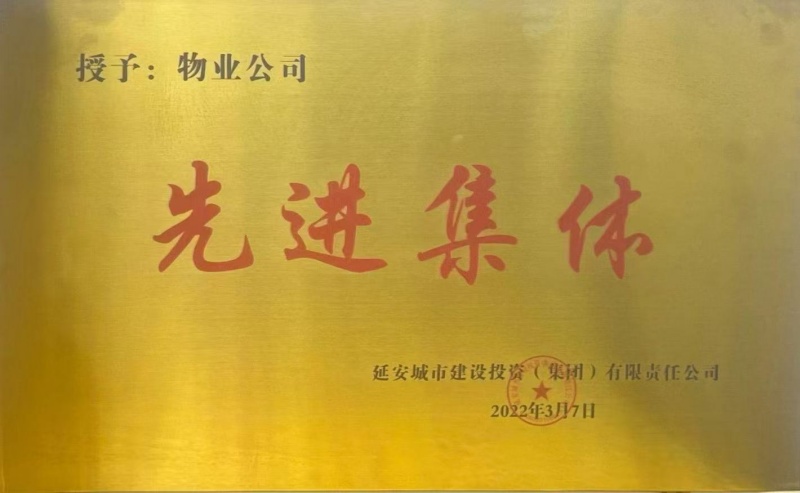 授予：物业公司
先进集体
延安城市建设投资（集团）有限责任公司
2022年3月7日